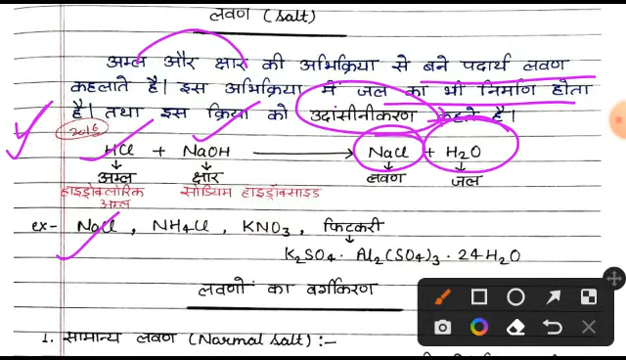 लवण (Salt)
अम्ल और क्षार की अभिक्रिया से बने पदार्थ लवण
कहलाते है। इस अभिक्रिया में जल का भी निर्माण होता
है। तथा इस क्रिया को उदासीनीकरण कहते है।
2016
HCl + NaOH → NaCl + H₂O
↓ ↓ ↓ ↓
अम्ल क्षार लवण जल
हाइड्रोक्लोरिक सोडियम हाइड्रॉक्साइड
अम्ल
ex- NaCl, NH4Cl, KNO3, फिटकरी
↓
K₂SO4 · Al₂(SO4)3 · 24H₂O
लवणों का वर्गीकरण
1. सामान्य लवण (Normal Salt) :-